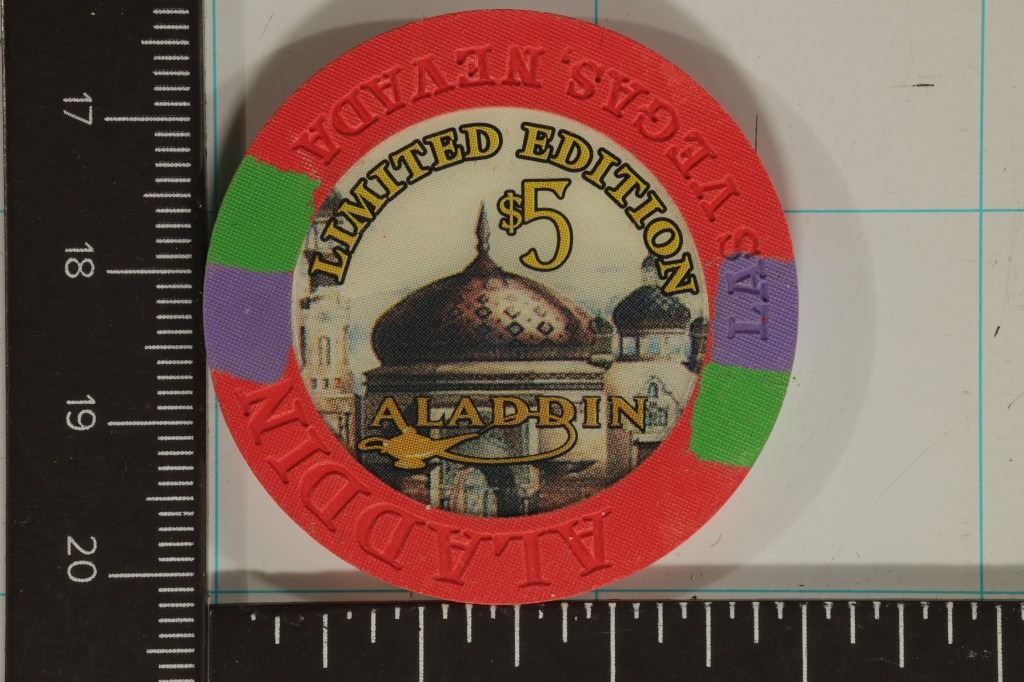 LAS VEGAS, NEVADA
LIMITED EDITION
$5
ALADDIN
ALADDIN
17
18
19
20